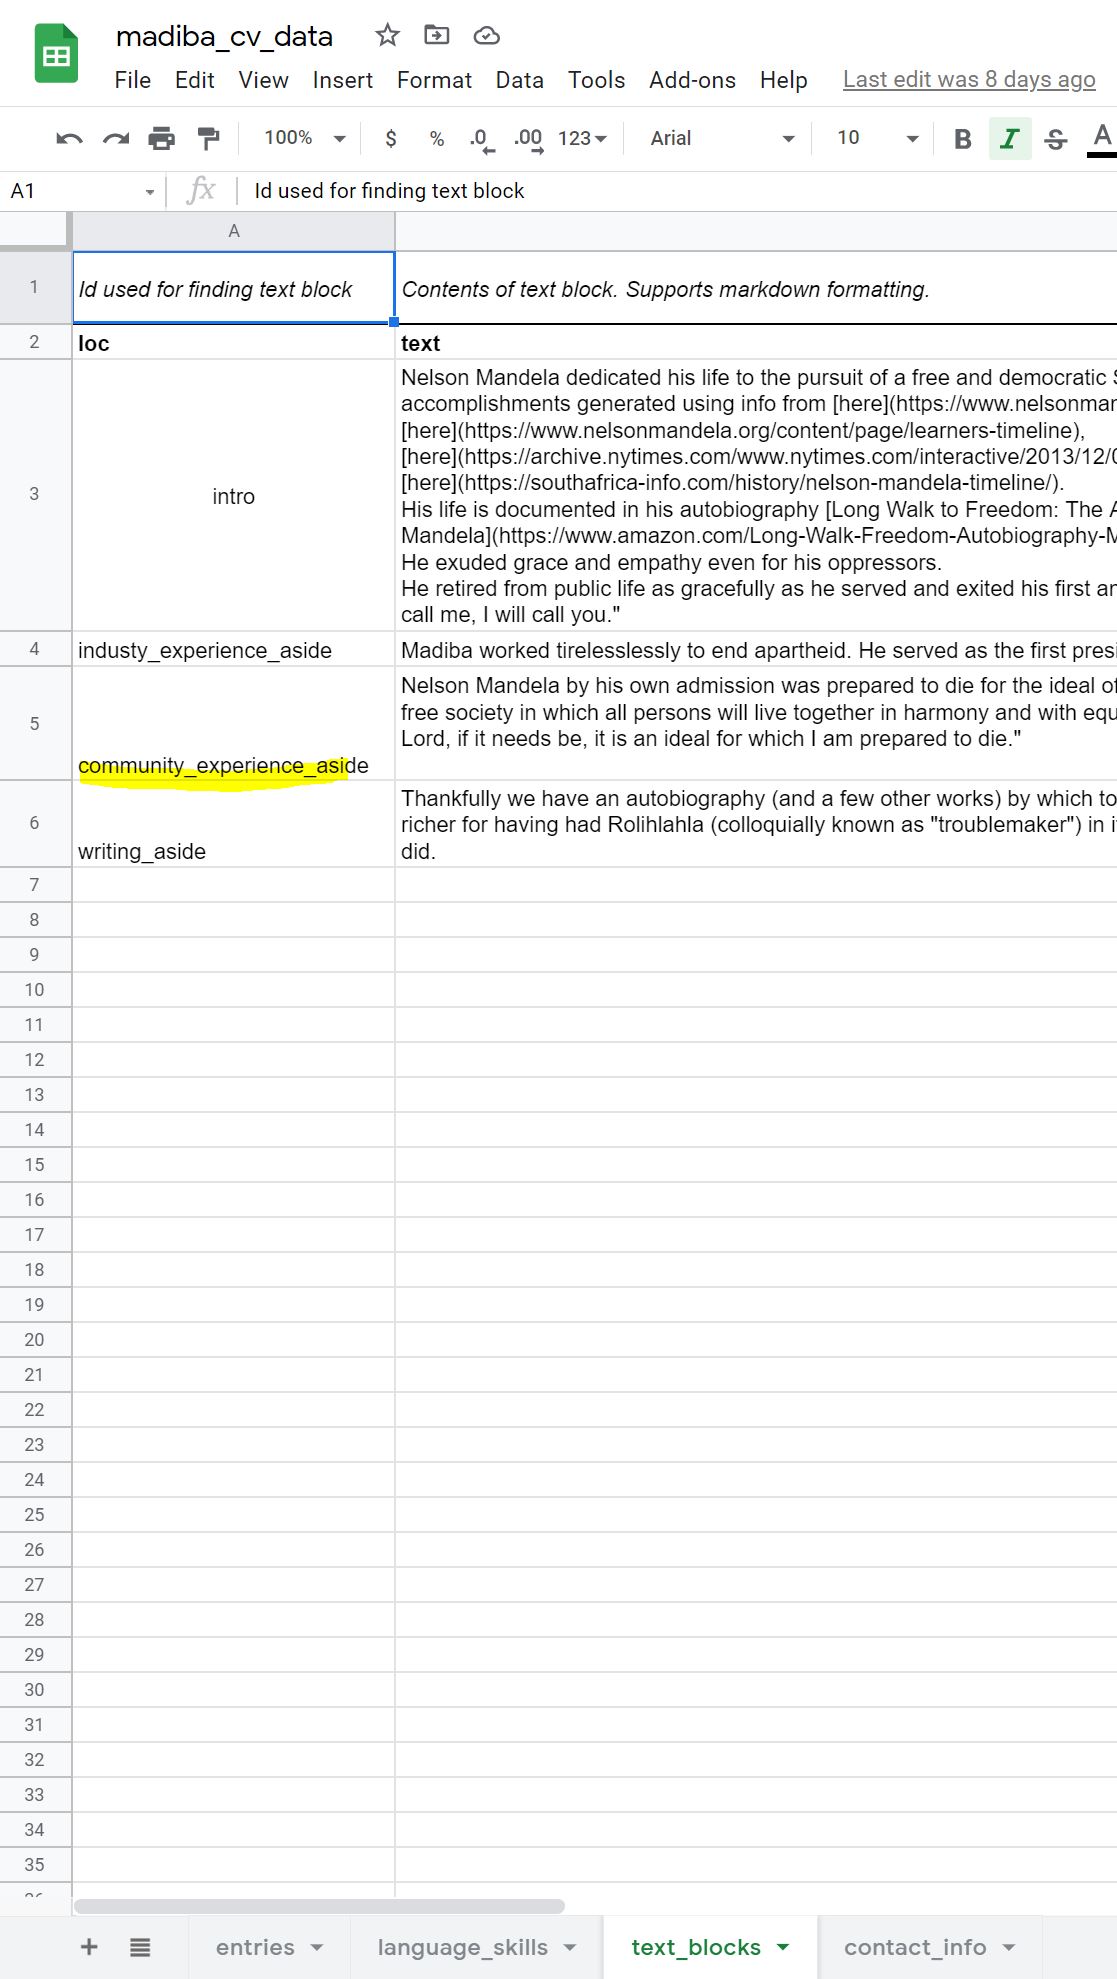 madiba_cv_data
File Edit View Insert Format Data Tools Add-ons Help Last edit was 8 days ago
100% $ % .0 .00 123 Arial 10 B I S A
A1 fx Id used for finding text block
A
1 Id used for finding text block Contents of text block. Supports markdown formatting.
2 loc text
Nelson Mandela dedicated his life to the pursuit of a free and democratic
accomplishments generated using info from [here](https://www.nelsonmar
[here](https://www.nelsonmandela.org/content/page/learners-timeline),
[here](https://archive.nytimes.com/www.nytimes.com/interactive/2013/12/0
3 intro [here](https://southafrica-info.com/history/nelson-mandela-timeline/).
His life is documented in his autobiography [Long Walk to Freedom: The A
Mandela](https://www.amazon.com/Long-Walk-Freedom-Autobiography-M
He exuded grace and empathy even for his oppressors.
He retired from public life as gracefully as he served and exited his first an
call me, I will call you."
4 industy_experience_aside Madiba worked tirelesslessly to end apartheid. He served as the first presi
Nelson Mandela by his own admission was prepared to die for the ideal of
5 free society in which all persons will live together in harmony and with equ
Lord, if it needs be, it is an ideal for which I am prepared to die."
community_experience_aside
Thankfully we have an autobiography (and a few other works) by which to
6 richer for having had Rolihlahla (colloquially known as "troublemaker") in i
writing_aside did.
7
8
9
10
11
12
13
14
15
16
17
18
19
20
21
22
23
24
25
26
27
28
29
30
31
32
33
34
35
+ entries language_skills text_blocks contact_info